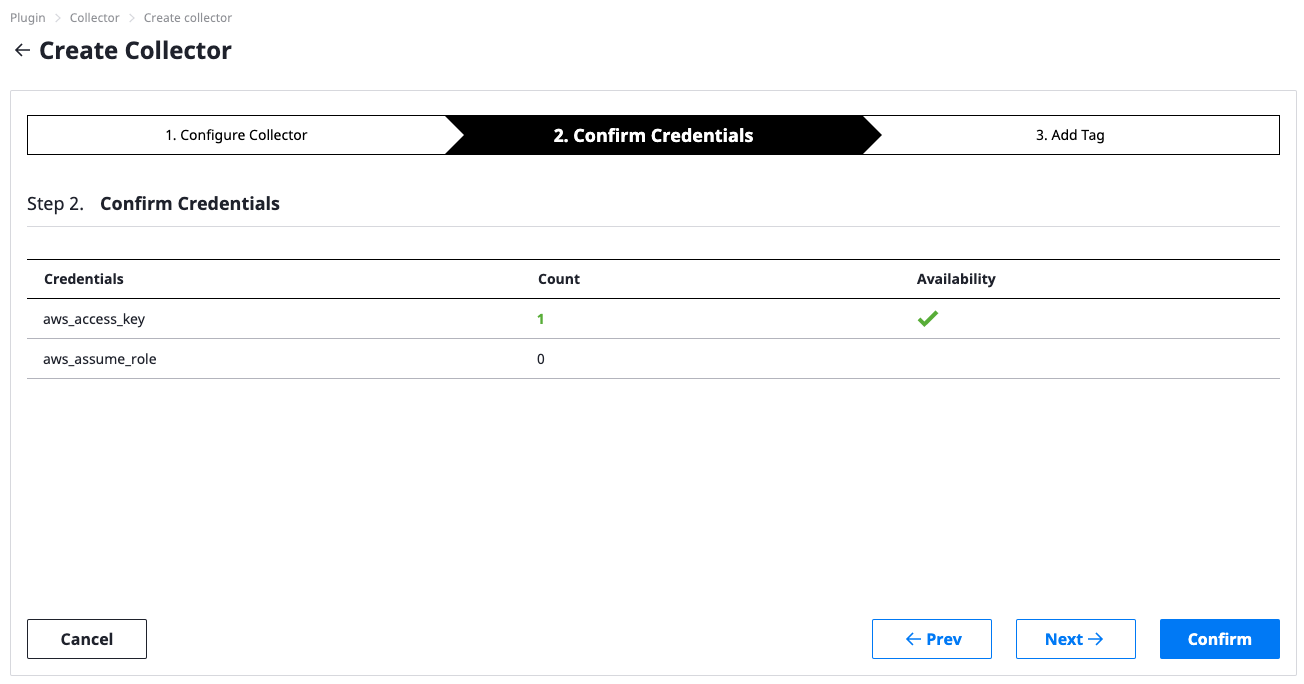 Plugin > Collector > Create collector
← Create Collector
1. Configure Collector 2. Confirm Credentials 3. Add Tag
Step 2. Confirm Credentials
Credentials Count Availability
aws_access_key 1 ✓
aws_assume_role 0
Cancel ← Prev Next → Confirm